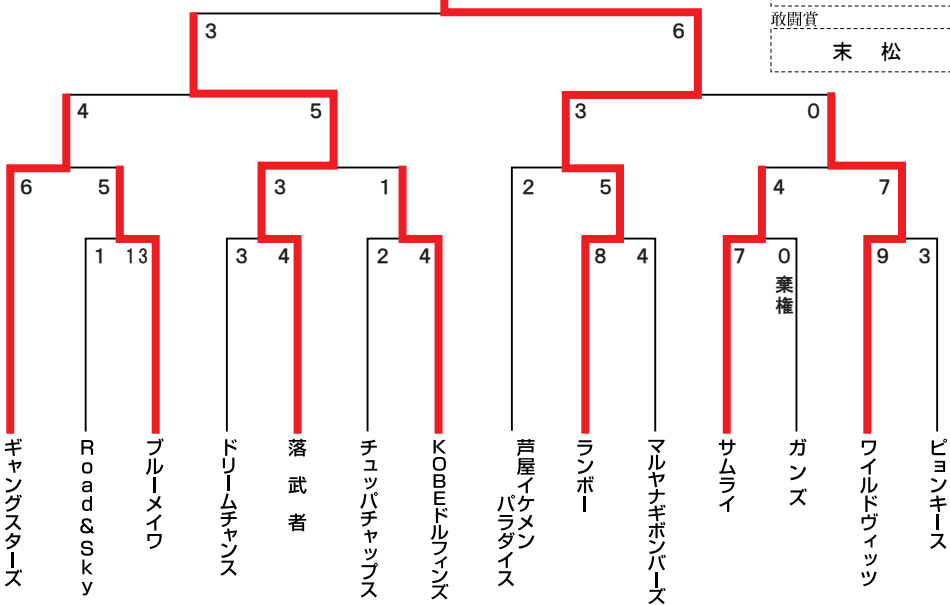 敢闘賞
末 松
3 6
4 5 3 0
6 5 3 1 2 5 4 7
1 13 3 4 2 4 8 4 7 0 9 3
棄権
ギャングスターズ
Road&Sky
ブルーメイワ
ドリームチャンス
落武者
チュッパチャップス
KOBEドルフィンズ
芦屋イケメン
パラダイス
ランボー
マルヤナギボンバーズ
サムライ
ガンズ
ワイルドヴィッツ
ピョンキース